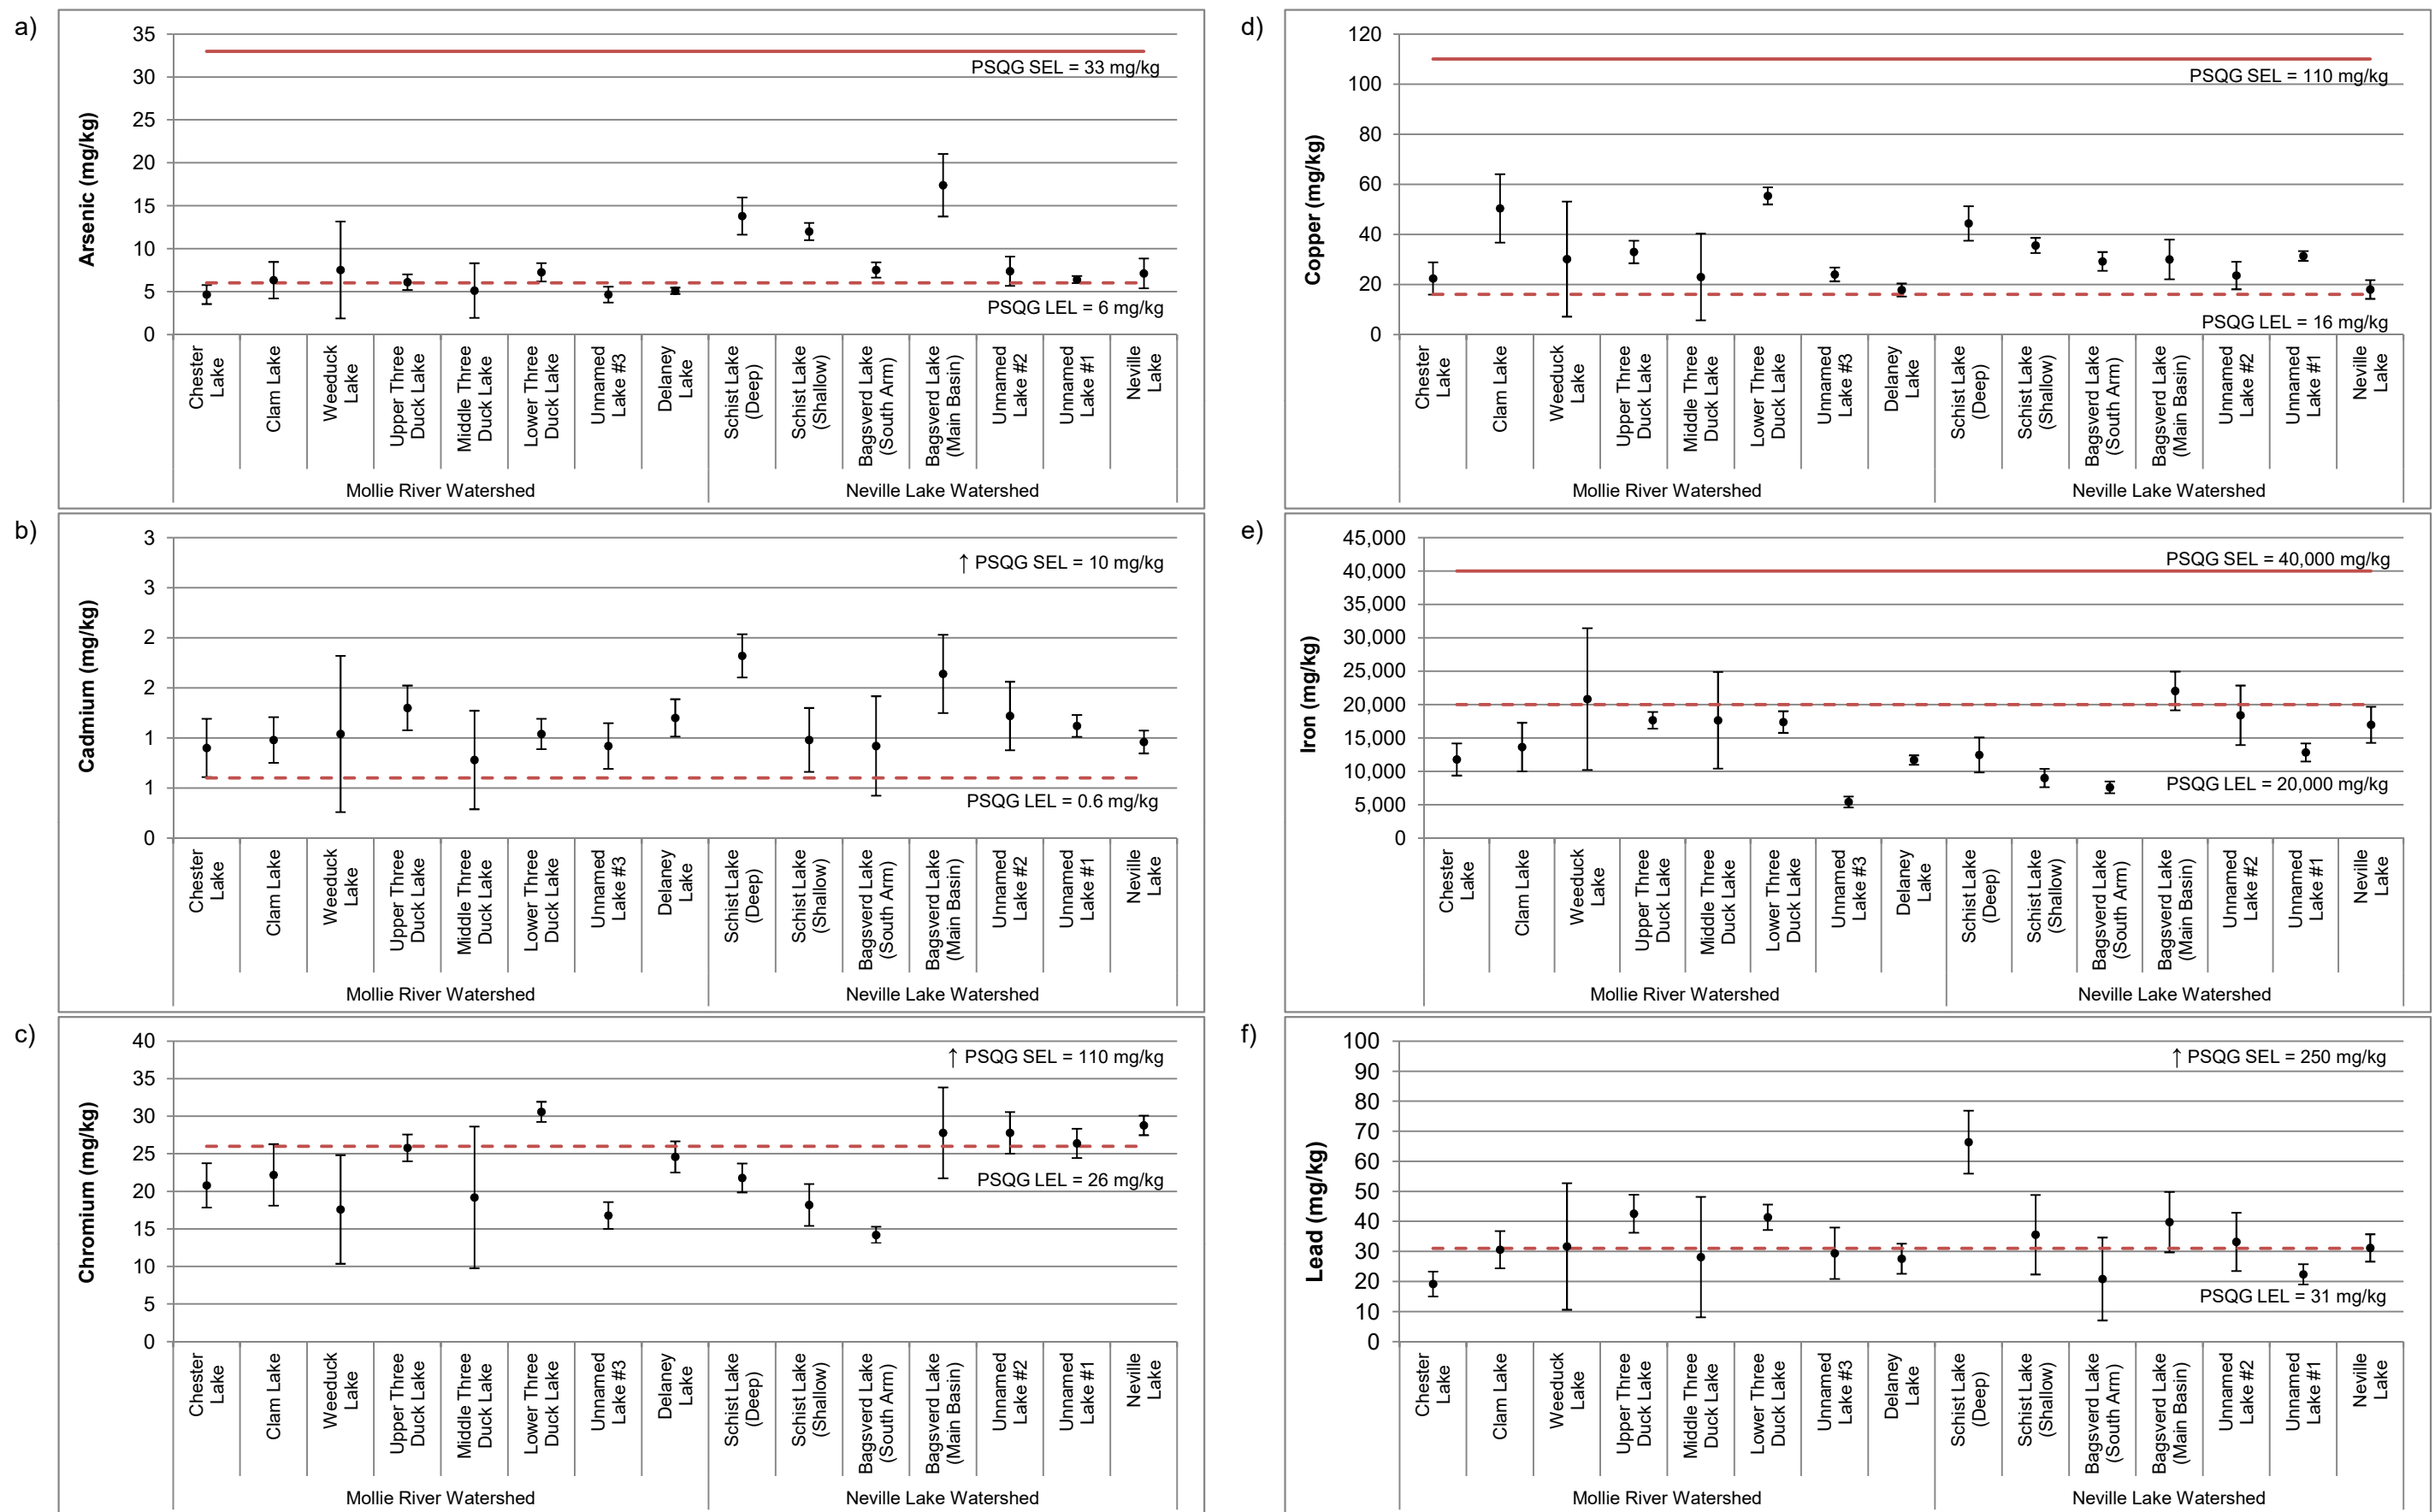 a)
Arsenic (mg/kg)
35
30
25
20
15
10
5
0
PSQG SEL = 33 mg/kg
PSQG LEL = 6 mg/kg
Chester
Lake
Clam Lake
Weeduck
Lake
Upper Three
Duck Lake
Middle Three
Duck Lake
Lower Three
Duck Lake
Unnamed
Lake #3
Delaney
Lake
Schist Lake
(Deep)
Schist Lake
(Shallow)
Bagsverd Lake
(South Arm)
Bagsverd Lake
(Main Basin)
Unnamed
Lake #2
Unnamed
Lake #1
Neville
Lake
Mollie River Watershed
Neville Lake Watershed
b)
Cadmium (mg/kg)
3
3
2
2
1
1
0
↑ PSQG SEL = 10 mg/kg
PSQG LEL = 0.6 mg/kg
Chester
Lake
Clam Lake
Weeduck
Lake
Upper Three
Duck Lake
Middle Three
Duck Lake
Lower Three
Duck Lake
Unnamed
Lake #3
Delaney
Lake
Schist Lake
(Deep)
Schist Lake
(Shallow)
Bagsverd Lake
(South Arm)
Bagsverd Lake
(Main Basin)
Unnamed
Lake #2
Unnamed
Lake #1
Neville
Lake
Mollie River Watershed
Neville Lake Watershed
c)
Chromium (mg/kg)
40
35
30
25
20
15
10
5
0
↑ PSQG SEL = 110 mg/kg
PSQG LEL = 26 mg/kg
Chester
Lake
Clam Lake
Weeduck
Lake
Upper Three
Duck Lake
Middle Three
Duck Lake
Lower Three
Duck Lake
Unnamed
Lake #3
Delaney
Lake
Schist Lake
(Deep)
Schist Lake
(Shallow)
Bagsverd Lake
(South Arm)
Bagsverd Lake
(Main Basin)
Unnamed
Lake #2
Unnamed
Lake #1
Neville
Lake
Mollie River Watershed
Neville Lake Watershed
d)
Copper (mg/kg)
120
100
80
60
40
20
0
PSQG SEL = 110 mg/kg
PSQG LEL = 16 mg/kg
Chester
Lake
Clam Lake
Weeduck
Lake
Upper Three
Duck Lake
Middle Three
Duck Lake
Lower Three
Duck Lake
Unnamed
Lake #3
Delaney
Lake
Schist Lake
(Deep)
Schist Lake
(Shallow)
Bagsverd Lake
(South Arm)
Bagsverd Lake
(Main Basin)
Unnamed
Lake #2
Unnamed
Lake #1
Neville
Lake
Mollie River Watershed
Neville Lake Watershed
e)
Iron (mg/kg)
45,000
40,000
35,000
30,000
25,000
20,000
15,000
10,000
5,000
0
PSQG SEL = 40,000 mg/kg
PSQG LEL = 20,000 mg/kg
Chester
Lake
Clam Lake
Weeduck
Lake
Upper Three
Duck Lake
Middle Three
Duck Lake
Lower Three
Duck Lake
Unnamed
Lake #3
Delaney
Lake
Schist Lake
(Deep)
Schist Lake
(Shallow)
Bagsverd Lake
(South Arm)
Bagsverd Lake
(Main Basin)
Unnamed
Lake #2
Unnamed
Lake #1
Neville
Lake
Mollie River Watershed
Neville Lake Watershed
f)
Lead (mg/kg)
100
90
80
70
60
50
40
30
20
10
0
↑ PSQG SEL = 250 mg/kg
PSQG LEL = 31 mg/kg
Chester
Lake
Clam Lake
Weeduck
Lake
Upper Three
Duck Lake
Middle Three
Duck Lake
Lower Three
Duck Lake
Unnamed
Lake #3
Delaney
Lake
Schist Lake
(Deep)
Schist Lake
(Shallow)
Bagsverd Lake
(South Arm)
Bagsverd Lake
(Main Basin)
Unnamed
Lake #2
Unnamed
Lake #1
Neville
Lake
Mollie River Watershed
Neville Lake Watershed